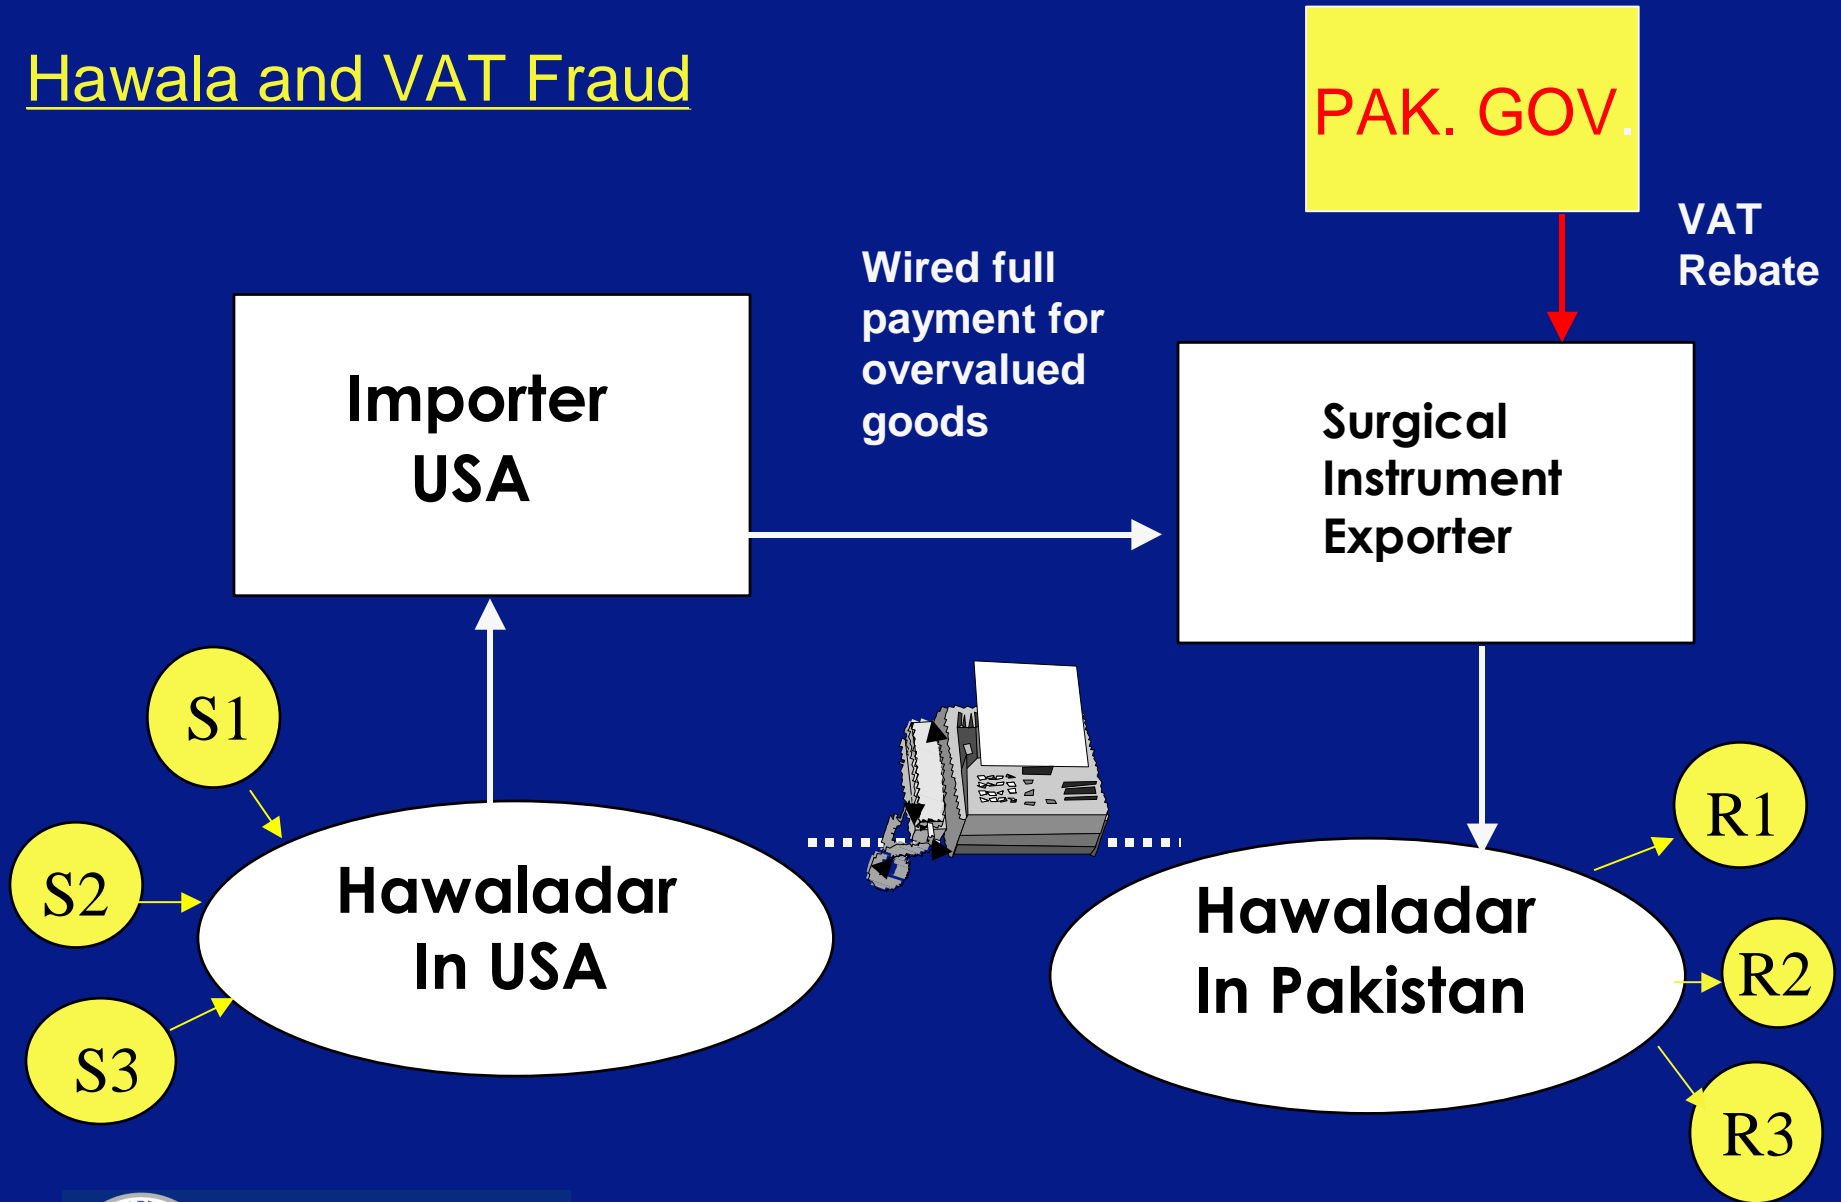 Hawala and VAT Fraud
PAK. GOV.
VAT
Rebate
Wired full
payment for
overvalued
goods
Importer
USA
Surgical
Instrument
Exporter
S1
S2
S3
Hawaladar
In USA
Hawaladar
In Pakistan
R1
R2
R3